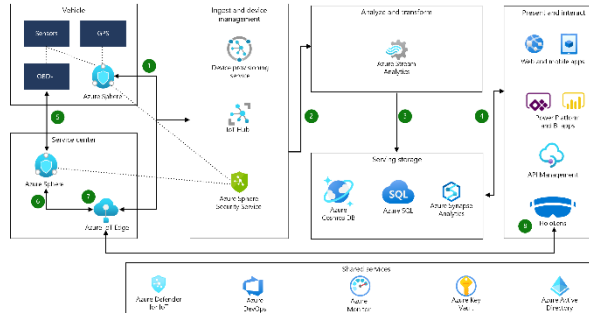 Vehicle
Sensors
GPS
Azure Sphere
1
5
Service center
Azure Sphere
6
7
Azure IoT Edge
Ingest and device
management
Device provisioning
service
IoT Hub
Azure Sphere
Security Service
2
Analyze and transform
Azure Stream
Analytics
3
4
Serving storage
Azure
Cosmos DB
SQL
Azure SQL
Azure Synapse
Analytics
Present and interact
Web and mobile apps
Power Platform
and BI apps
API Management
8
HoloLens
Shared services
Azure Defender
for IoT
Azure
DevOps
Azure
Monitor
Azure Key
Vault
Azure Active
Directory